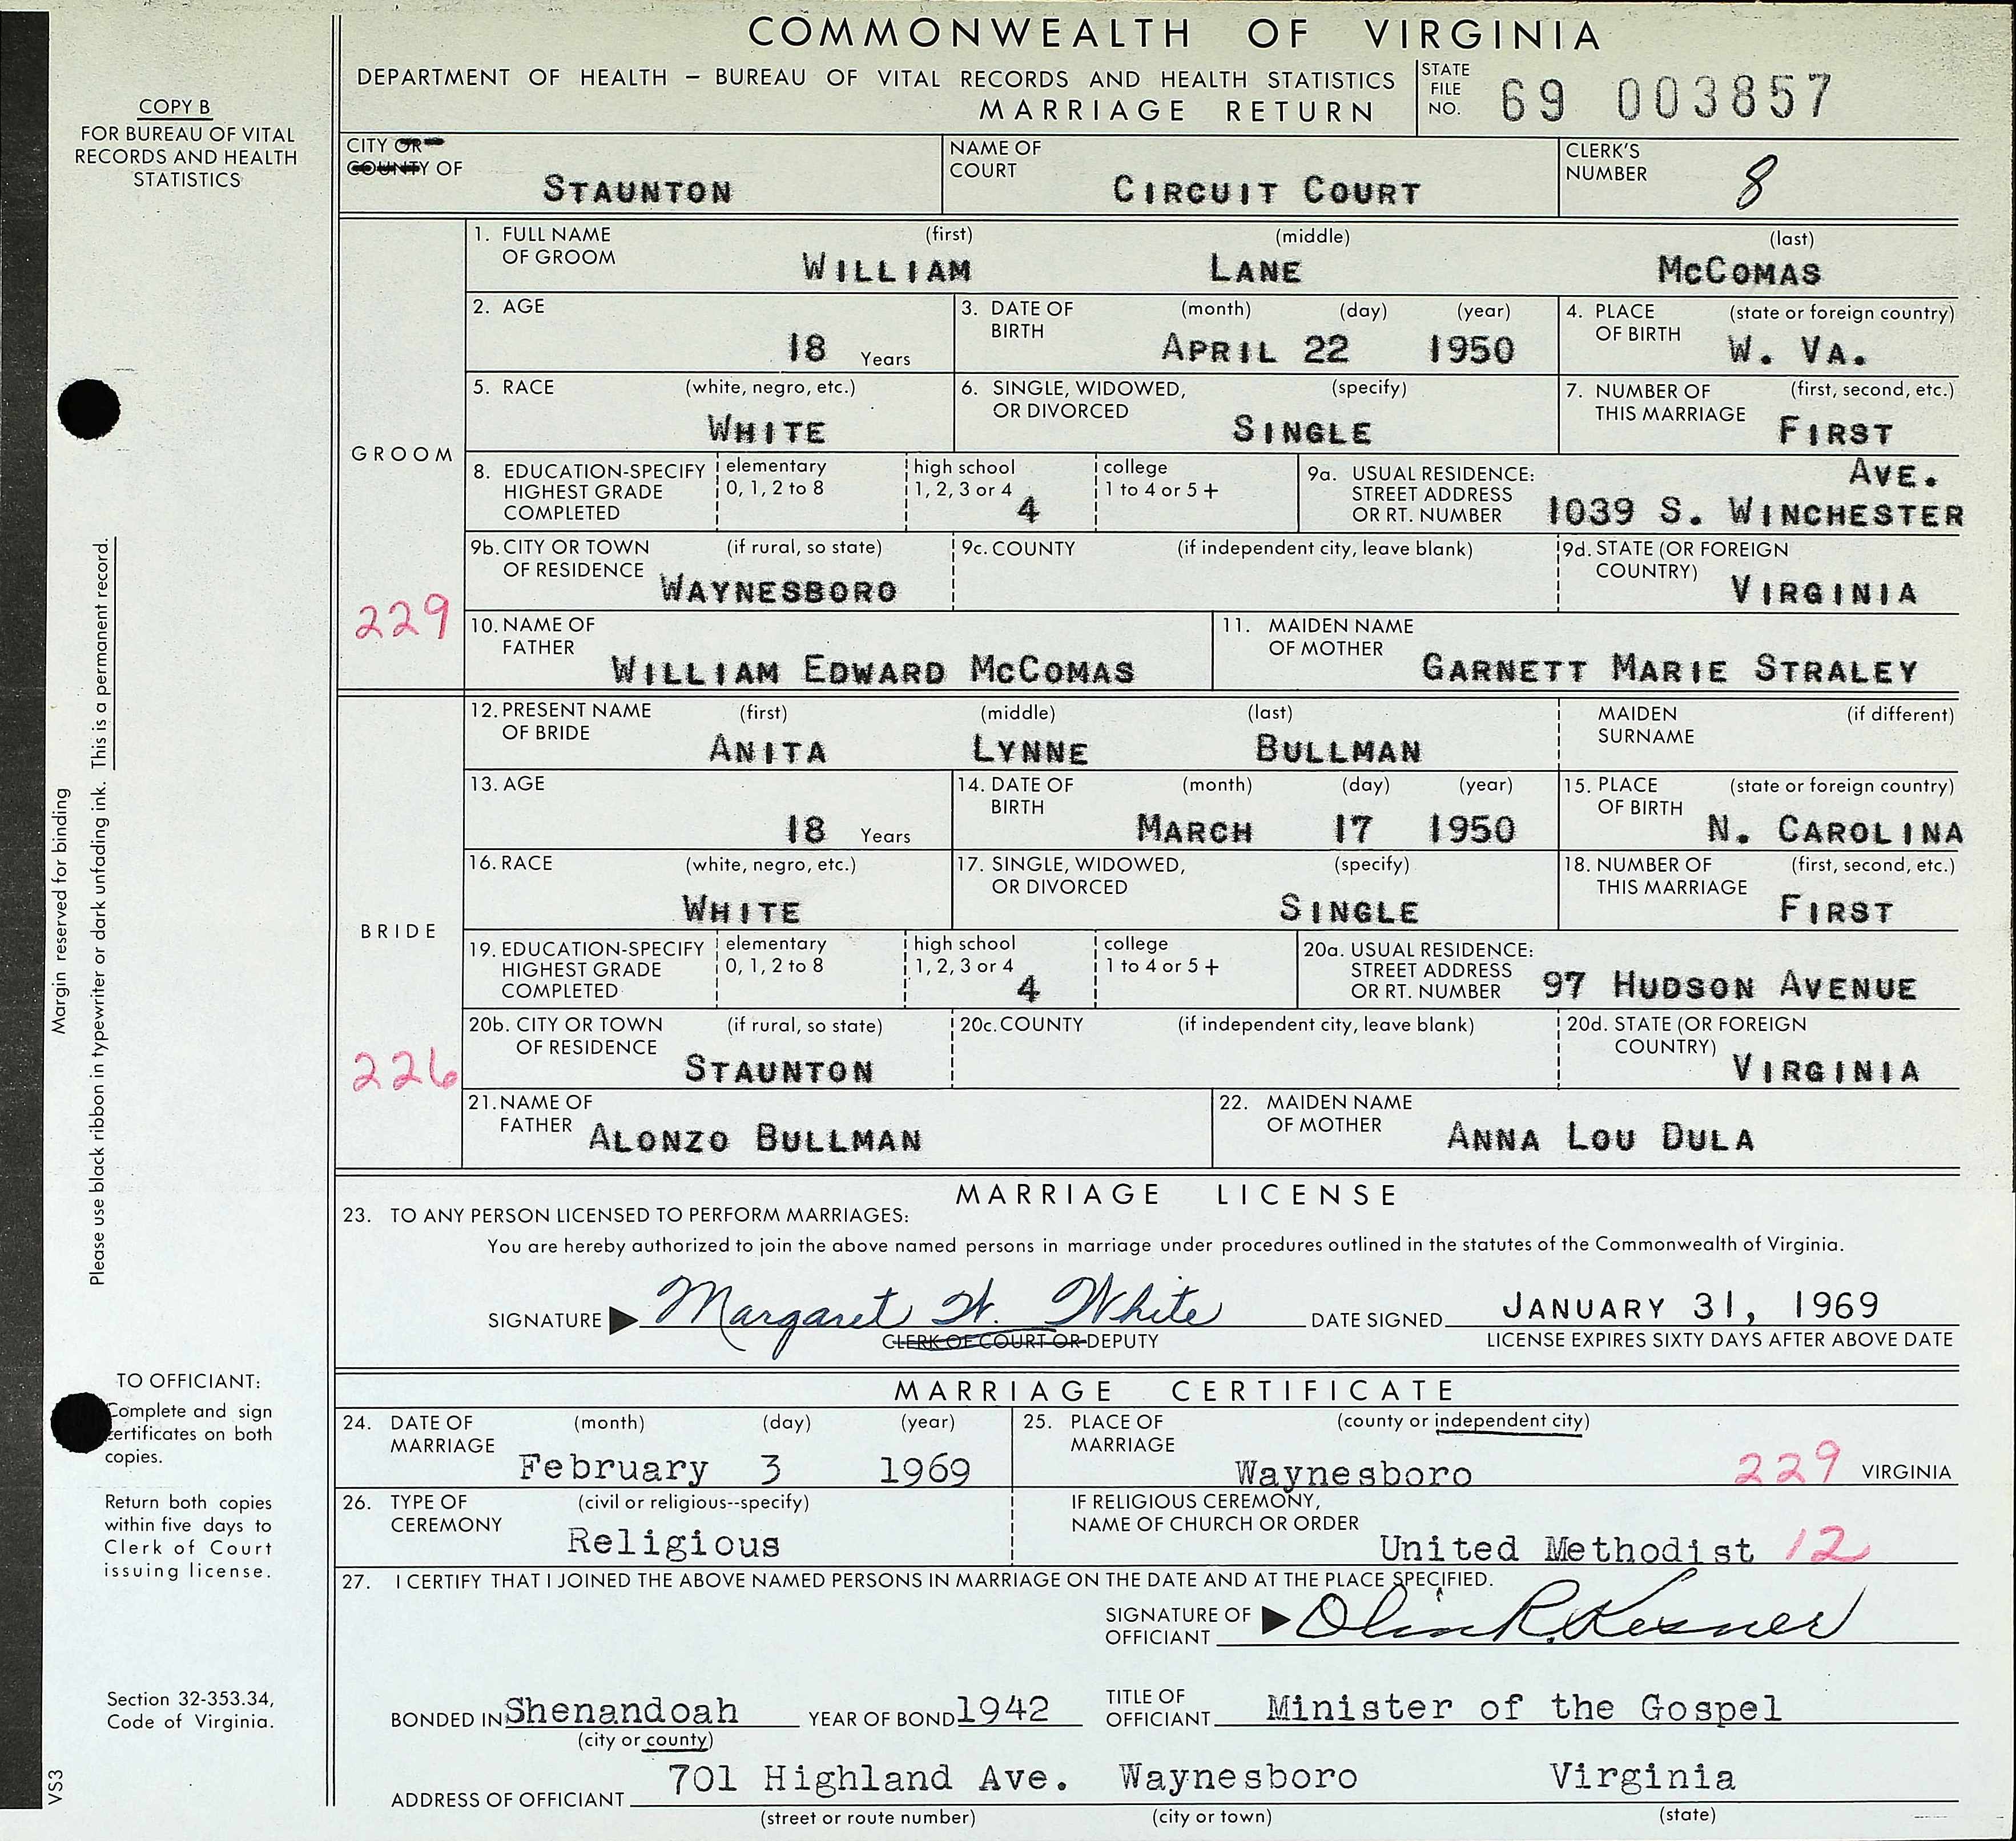 COMMONWEALTH OF VIRGINIA
DEPARTMENT OF HEALTH – BUREAU OF VITAL RECORDS AND HEALTH STATISTICS
MARRIAGE RETURN
STATE FILE NO. 69 003857
COPY B
FOR BUREAU OF VITAL
RECORDS AND HEALTH
STATISTICS
CITY OR COUNTY OF STAUNTON
NAME OF COURT CIRCUIT COURT
CLERK'S NUMBER 8
GROOM
229
1. FULL NAME OF GROOM (first) WILLIAM (middle) LANE (last) McCOMAS
2. AGE 18 Years
3. DATE OF BIRTH (month) (day) (year) APRIL 22 1950
4. PLACE OF BIRTH (state or foreign country) W. VA.
5. RACE (white, negro, etc.) WHITE
6. SINGLE, WIDOWED, OR DIVORCED (specify) SINGLE
7. NUMBER OF THIS MARRIAGE (first, second, etc.) FIRST
8. EDUCATION-SPECIFY HIGHEST GRADE COMPLETED
elementary 0, 1, 2 to 8
high school 1, 2, 3 or 4 4
college 1 to 4 or 5 +
9a. USUAL RESIDENCE: STREET ADDRESS OR RT. NUMBER 1039 S. WINCHESTER AVE.
9b. CITY OR TOWN OF RESIDENCE (if rural, so state) WAYNESBORO
9c. COUNTY (if independent city, leave blank)
9d. STATE (OR FOREIGN COUNTRY) VIRGINIA
10. NAME OF FATHER WILLIAM EDWARD McCOMAS
11. MAIDEN NAME OF MOTHER GARNETT MARIE STRALEY
BRIDE
226
12. PRESENT NAME OF BRIDE (first) ANITA (middle) LYNNE (last) BULLMAN
MAIDEN SURNAME (if different)
13. AGE 18 Years
14. DATE OF BIRTH (month) (day) (year) MARCH 17 1950
15. PLACE OF BIRTH (state or foreign country) N. CAROLINA
16. RACE (white, negro, etc.) WHITE
17. SINGLE, WIDOWED, OR DIVORCED (specify) SINGLE
18. NUMBER OF THIS MARRIAGE (first, second, etc.) FIRST
19. EDUCATION-SPECIFY HIGHEST GRADE COMPLETED
elementary 0, 1, 2 to 8
high school 1, 2, 3 or 4 4
college 1 to 4 or 5 +
20a. USUAL RESIDENCE: STREET ADDRESS OR RT. NUMBER 97 HUDSON AVENUE
20b. CITY OR TOWN OF RESIDENCE (if rural, so state) STAUNTON
20c. COUNTY (if independent city, leave blank)
20d. STATE (OR FOREIGN COUNTRY) VIRGINIA
21. NAME OF FATHER ALONZO BULLMAN
22. MAIDEN NAME OF MOTHER ANNA LOU DULA
MARRIAGE LICENSE
23. TO ANY PERSON LICENSED TO PERFORM MARRIAGES:
You are hereby authorized to join the above named persons in marriage under procedures outlined in the statutes of the Commonwealth of Virginia.
SIGNATURE Margaret W. White DATE SIGNED JANUARY 31, 1969
CLERK OF COURT OR DEPUTY LICENSE EXPIRES SIXTY DAYS AFTER ABOVE DATE
MARRIAGE CERTIFICATE
24. DATE OF MARRIAGE (month) (day) (year) February 3 1969
25. PLACE OF MARRIAGE (county or independent city) Waynesboro 229 VIRGINIA
26. TYPE OF CEREMONY (civil or religious--specify) Religious
IF RELIGIOUS CEREMONY, NAME OF CHURCH OR ORDER United Methodist 12
27. I CERTIFY THAT I JOINED THE ABOVE NAMED PERSONS IN MARRIAGE ON THE DATE AND AT THE PLACE SPECIFIED.
SIGNATURE OF OFFICIANT Olin R. Kesner
BONDED IN Shenandoah YEAR OF BOND 1942
(city or county)
TITLE OF OFFICIANT Minister of the Gospel
ADDRESS OF OFFICIANT 701 Highland Ave. Waynesboro Virginia
(street or route number) (city or town) (state)
Margin reserved for binding
Please use black ribbon in typewriter or dark unfading ink. This is a permanent record.
TO OFFICIANT:
Complete and sign
certificates on both
copies.
Return both copies
within five days to
Clerk of Court
issuing license.
Section 32-353.34,
Code of Virginia.
VS3